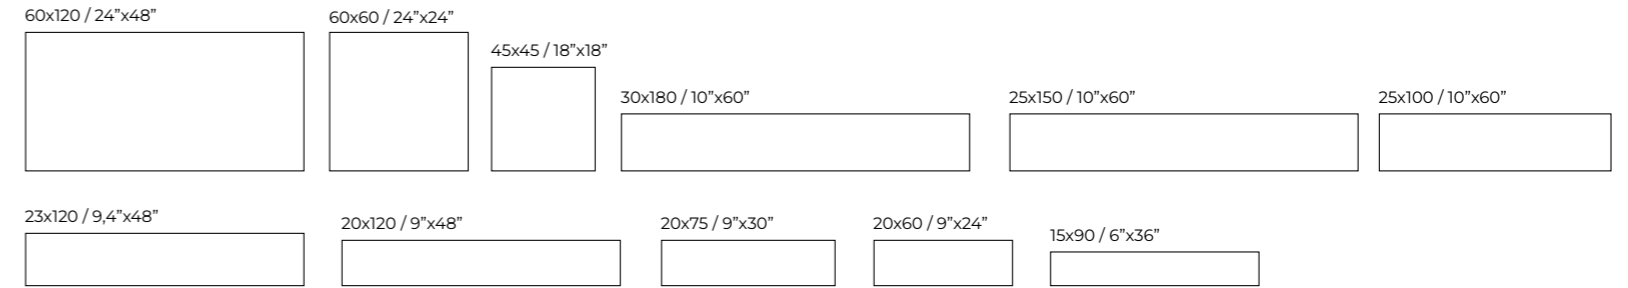 60x120 / 24”x48”
60x60 / 24”x24”
45x45 / 18”x18”
30x180 / 10”x60”
25x150 / 10”x60”
25x100 / 10”x60”
23x120 / 9,4”x48”
20x120 / 9”x48”
20x75 / 9”x30”
20x60 / 9”x24”
15x90 / 6”x36”